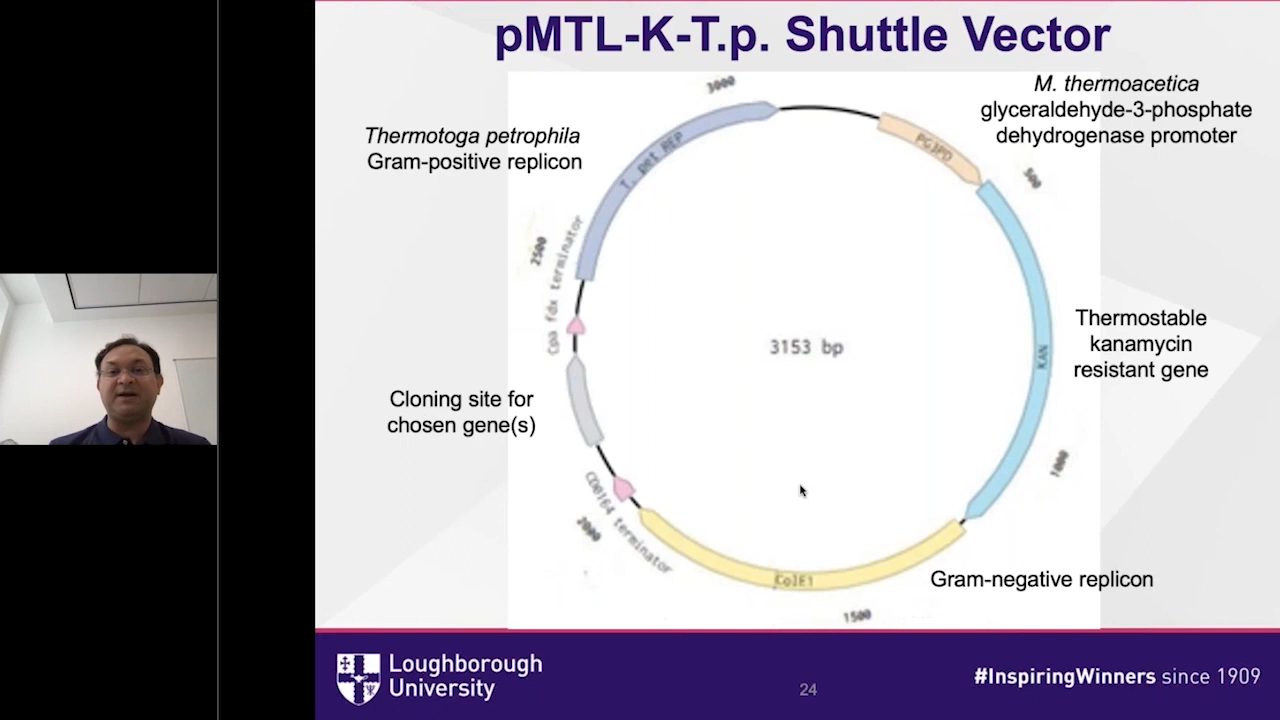 pMTL-K-T.p. Shuttle Vector
M. thermoacetica
glyceraldehyde-3-phosphate
dehydrogenase promoter
Thermotoga petrophila
Gram-positive replicon
3000
T. pet REP
PG3PD
500
2500
Cpa fdx terminator
3153 bp
KAN
Thermostable
kanamycin
resistant gene
Cloning site for
chosen gene(s)
1000
CD0164 terminator
2000
ColE1
Gram-negative replicon
1500
Loughborough
University
24
#InspiringWinners since 1909